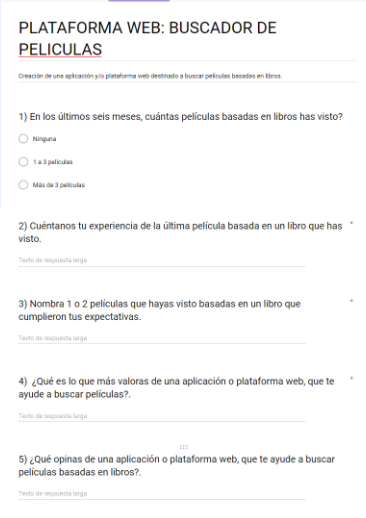 PLATAFORMA WEB: BUSCADOR DE
PELICULAS
Creación de una aplicación y/o plataforma web destinado a buscar películas basadas en libros.
1) En los últimos seis meses, cuántas películas basadas en libros has visto?
Ninguna
1 a 3 películas
Más de 3 películas
2) Cuéntanos tu experiencia de la última película basada en un libro que has *
visto.
Texto de respuesta larga
3) Nombra 1 o 2 películas que hayas visto basadas en un libro que *
cumplieron tus expectativas.
Texto de respuesta larga
4) ¿Qué es lo que más valoras de una aplicación o plataforma web, que te *
ayude a buscar películas?.
Texto de respuesta larga
5) ¿Qué opinas de una aplicación o plataforma web, que te ayude a buscar
películas basadas en libros?.
Texto de respuesta larga